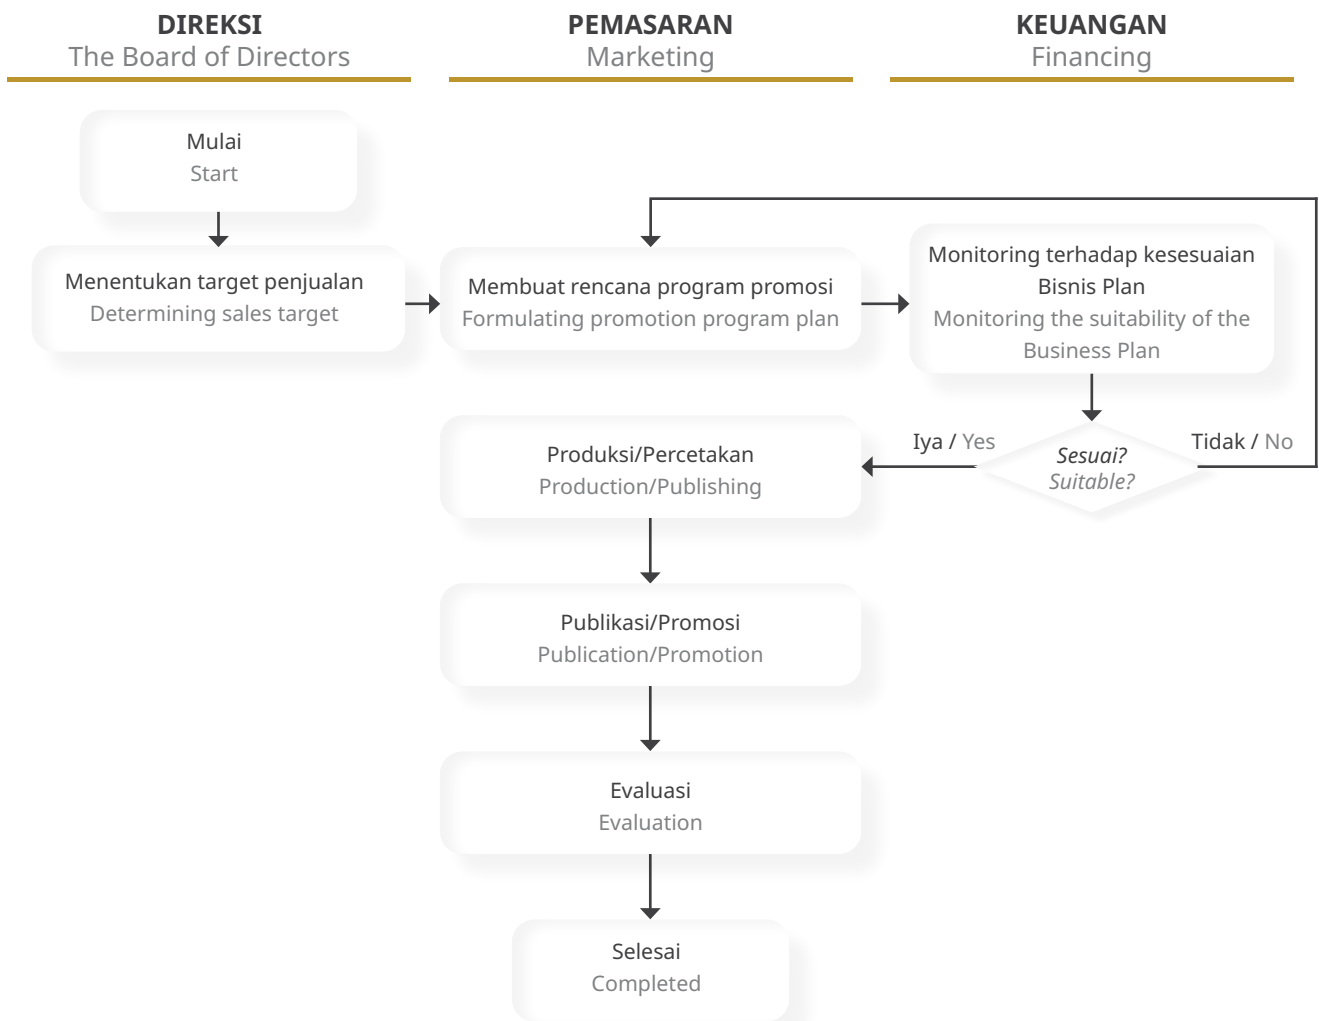 DIREKSI
The Board of Directors
PEMASARAN
Marketing
KEUANGAN
Financing
Mulai
Start
Menentukan target penjualan
Determining sales target
Membuat rencana program promosi
Formulating promotion program plan
Monitoring terhadap kesesuaian
Bisnis Plan
Monitoring the suitability of the
Business Plan
Iya / Yes
Sesuai?
Suitable?
Tidak / No
Produksi/Percetakan
Production/Publishing
Publikasi/Promosi
Publication/Promotion
Evaluasi
Evaluation
Selesai
Completed